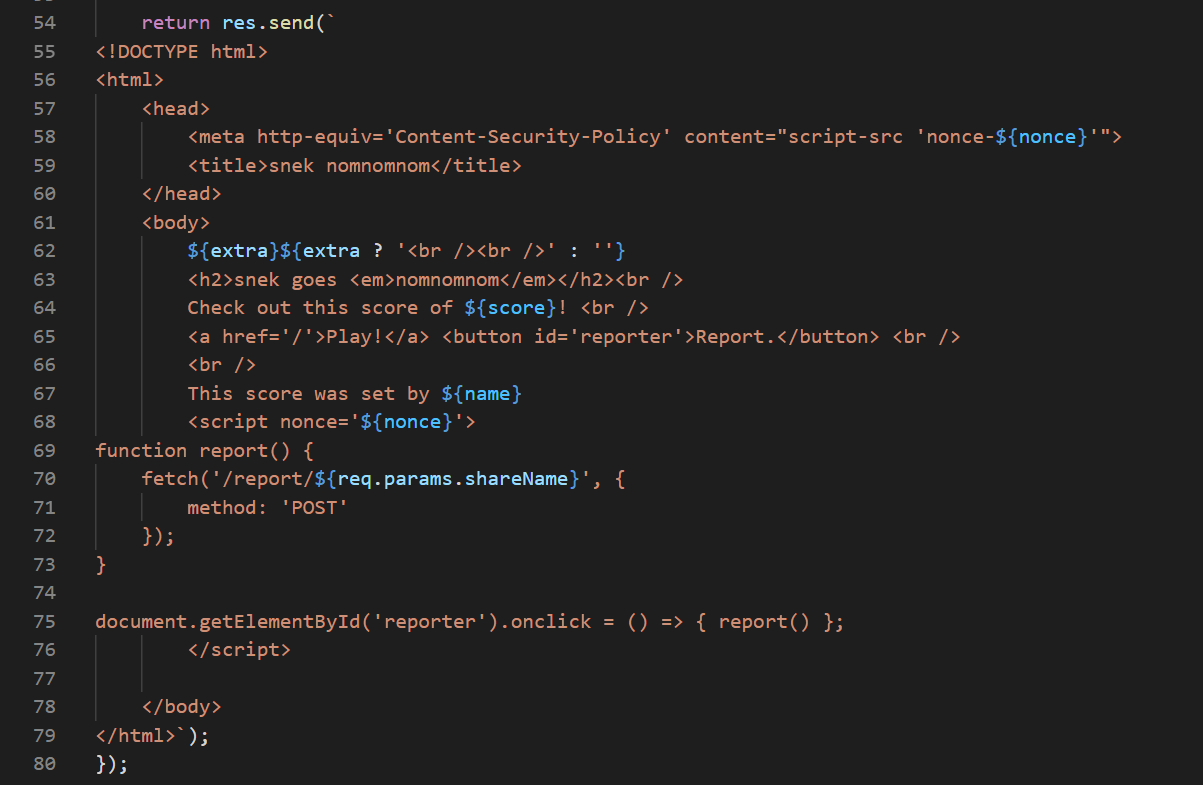 54 return res.send(`
55 <!DOCTYPE html>
56 <html>
57 <head>
58 <meta http-equiv='Content-Security-Policy' content="script-src 'nonce-${nonce}'">
59 <title>snek nomnomnom</title>
60 </head>
61 <body>
62 ${extra}${extra ? '<br /><br />' : ''}
63 <h2>snek goes <em>nomnomnom</em></h2><br />
64 Check out this score of ${score}! <br />
65 <a href='/'>Play!</a> <button id='reporter'>Report.</button> <br />
66 <br />
67 This score was set by ${name}
68 <script nonce='${nonce}'>
69 function report() {
70 fetch('/report/${req.params.shareName}', {
71 method: 'POST'
72 });
73 }
74
75 document.getElementById('reporter').onclick = () => { report() };
76 </script>
77
78 </body>
79 </html>`);
80 });